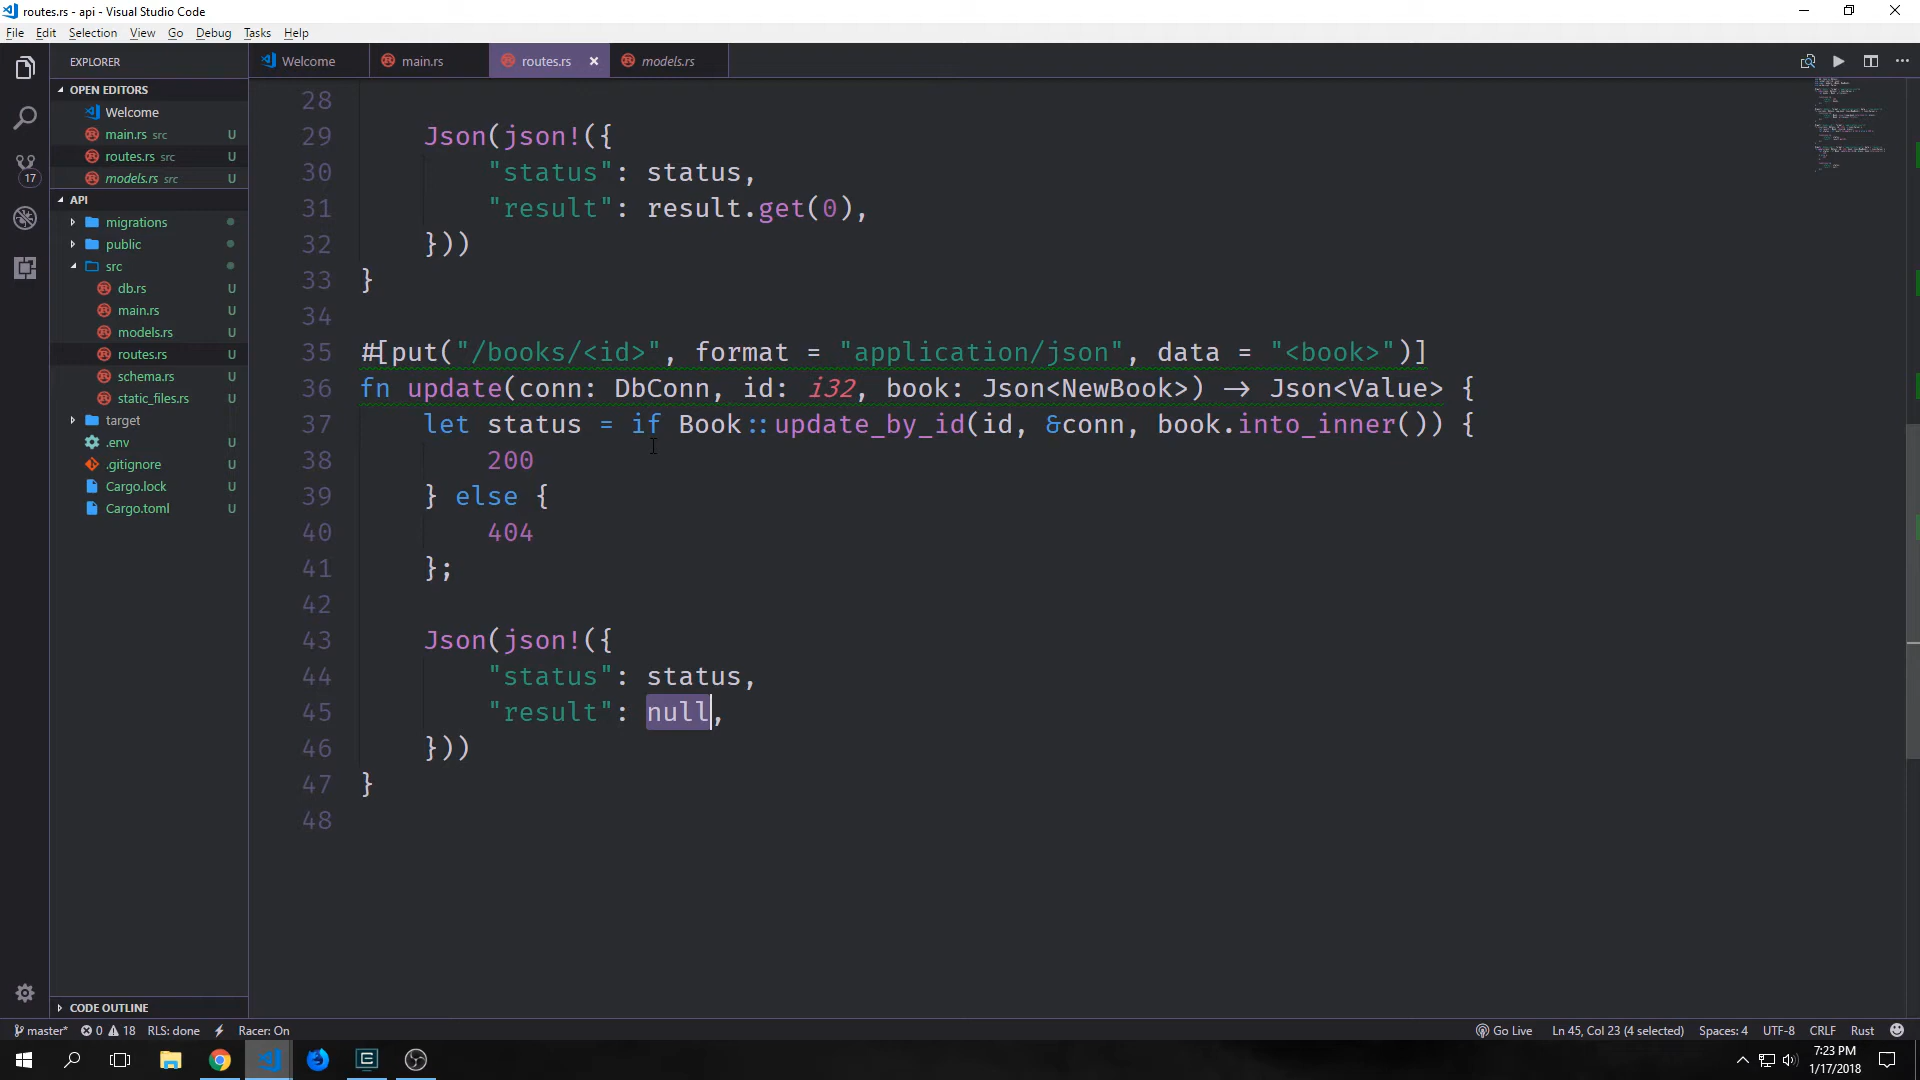 routes.rs - api - Visual Studio Code
File Edit Selection View Go Debug Tasks Help
EXPLORER
OPEN EDITORS
Welcome
main.rs src U
routes.rs src U
models.rs src U
17
API
migrations
public
src
db.rs U
main.rs U
models.rs U
routes.rs U
schema.rs U
static_files.rs U
target
.env U
.gitignore U
Cargo.lock U
Cargo.toml U
CODE OUTLINE
Welcome main.rs routes.rs models.rs
28
29 Json(json!({
30 "status": status,
31 "result": result.get(0),
32 }))
33 }
34
35 #[put("/books/<id>", format = "application/json", data = "<book>")]
36 fn update(conn: DbConn, id: i32, book: Json<NewBook>) → Json<Value> {
37 let status = if Book::update_by_id(id, &conn, book.into_inner()) {
38 200
39 } else {
40 404
41 };
42
43 Json(json!({
44 "status": status,
45 "result": null,
46 }))
47 }
48
master* 0 18 RLS: done Racer: On Go Live Ln 45, Col 23 (4 selected) Spaces: 4 UTF-8 CRLF Rust
7:23 PM
1/17/2018